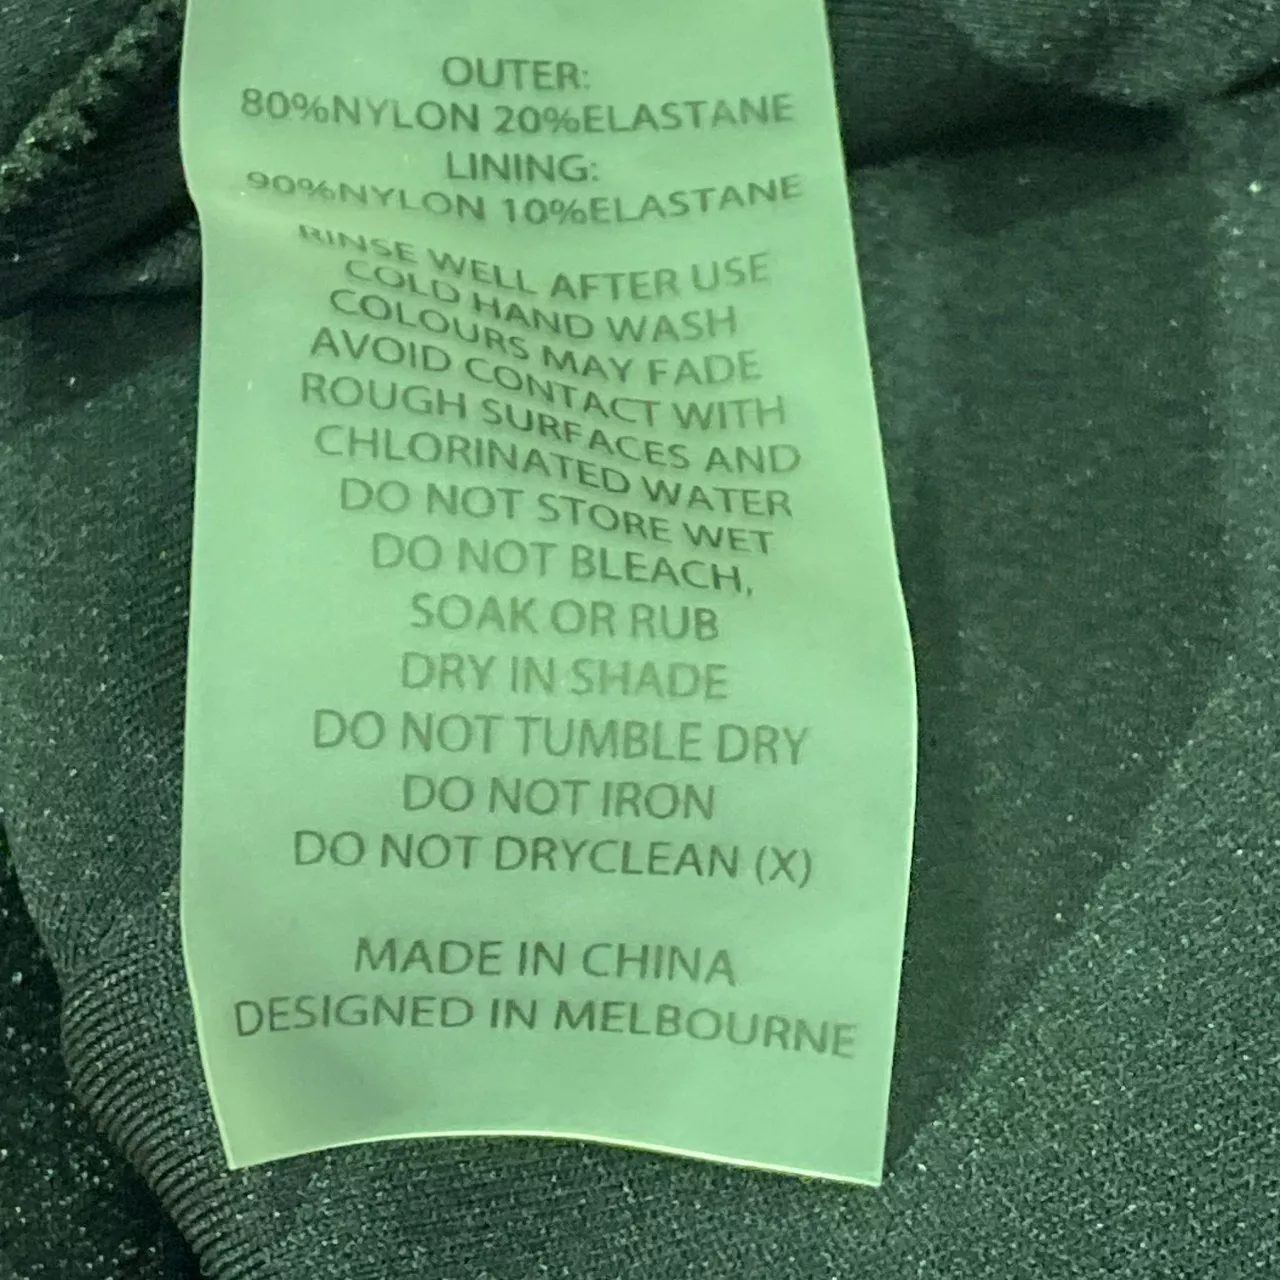 OUTER:
80%NYLON 20%ELASTANE
LINING:
90%NYLON 10%ELASTANE
RINSE WELL AFTER USE
COLD HAND WASH
COLOURS MAY FADE
AVOID CONTACT WITH
ROUGH SURFACES AND
CHLORINATED WATER
DO NOT STORE WET
DO NOT BLEACH,
SOAK OR RUB
DRY IN SHADE
DO NOT TUMBLE DRY
DO NOT IRON
DO NOT DRYCLEAN (X)
MADE IN CHINA
DESIGNED IN MELBOURNE